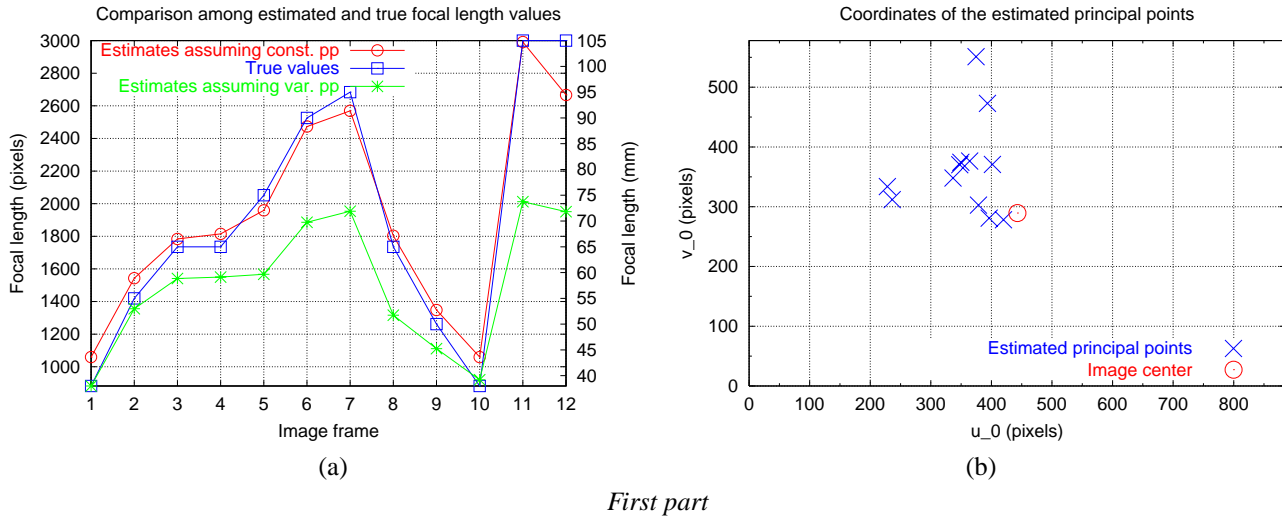 Comparison among estimated and true focal length values
Estimates assuming const. pp
True values
Estimates assuming var. pp
Focal length (pixels)
3000
2800
2600
2400
2200
2000
1800
1600
1400
1200
1000
Focal length (mm)
105
100
95
90
85
80
75
70
65
60
55
50
45
40
1 2 3 4 5 6 7 8 9 10 11 12
Image frame
(a)
Coordinates of the estimated principal points
v_0 (pixels)
500
400
300
200
100
0
Estimated principal points
Image center
0 100 200 300 400 500 600 700 800
u_0 (pixels)
(b)
First part